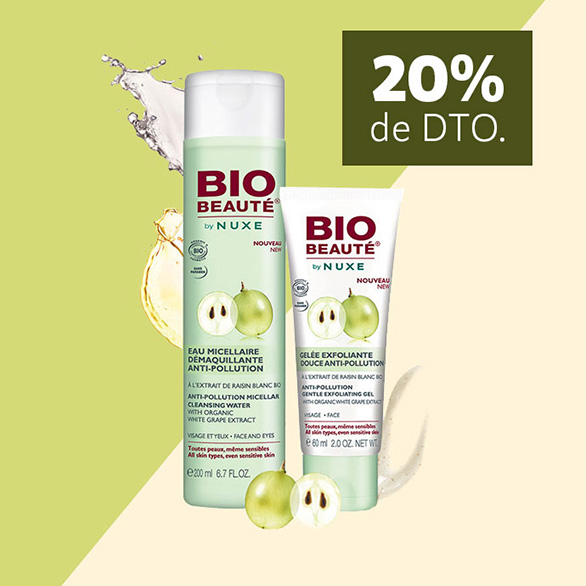 20%
de DTO.
BIO
BEAUTÉ®
by NUXE
NOUVEAU
NEW
BIO
EAU MICELLAIRE
DÉMAQUILLANTE
ANTI-POLLUTION
À L'EXTRAIT DE RAISIN BLANC BIO
ANTI-POLLUTION MICELLAR
CLEANSING WATER
WITH ORGANIC
WHITE GRAPE EXTRACT
VISAGE ET YEUX • FACE AND EYES
Toutes peaux, même sensibles
All skin types, even sensitive skin
℮200 ml 6.7 FL.OZ.
BIO
BEAUTÉ®
by NUXE
NOUVEAU
NEW
BIO
GELÉE EXFOLIANTE
DOUCE ANTI-POLLUTION
À L'EXTRAIT DE RAISIN BLANC BIO
ANTI-POLLUTION
GENTLE EXFOLIATING GEL
WITH ORGANIC WHITE GRAPE EXTRACT
VISAGE • FACE
Toutes peaux, même sensibles
All skin types, even sensitive skin
℮ 60 ml 2.0 OZ. NET WT.